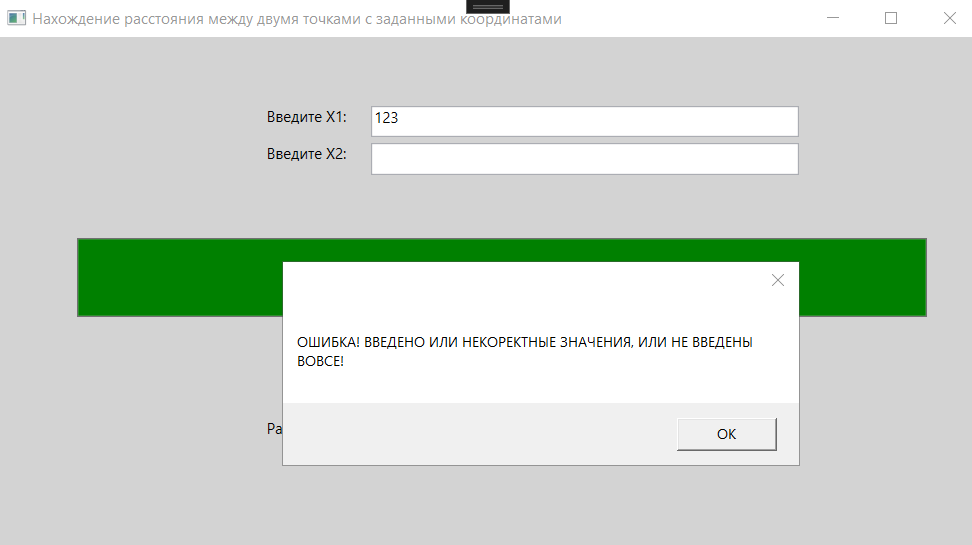 Нахождение расстояния между двумя точками с заданными координатами
Введите X1:
123
Введите X2:
ОШИБКА! ВВЕДЕНО ИЛИ НЕКОРЕКТНЫЕ ЗНАЧЕНИЯ, ИЛИ НЕ ВВЕДЕНЫ
ВОВСЕ!
ОК